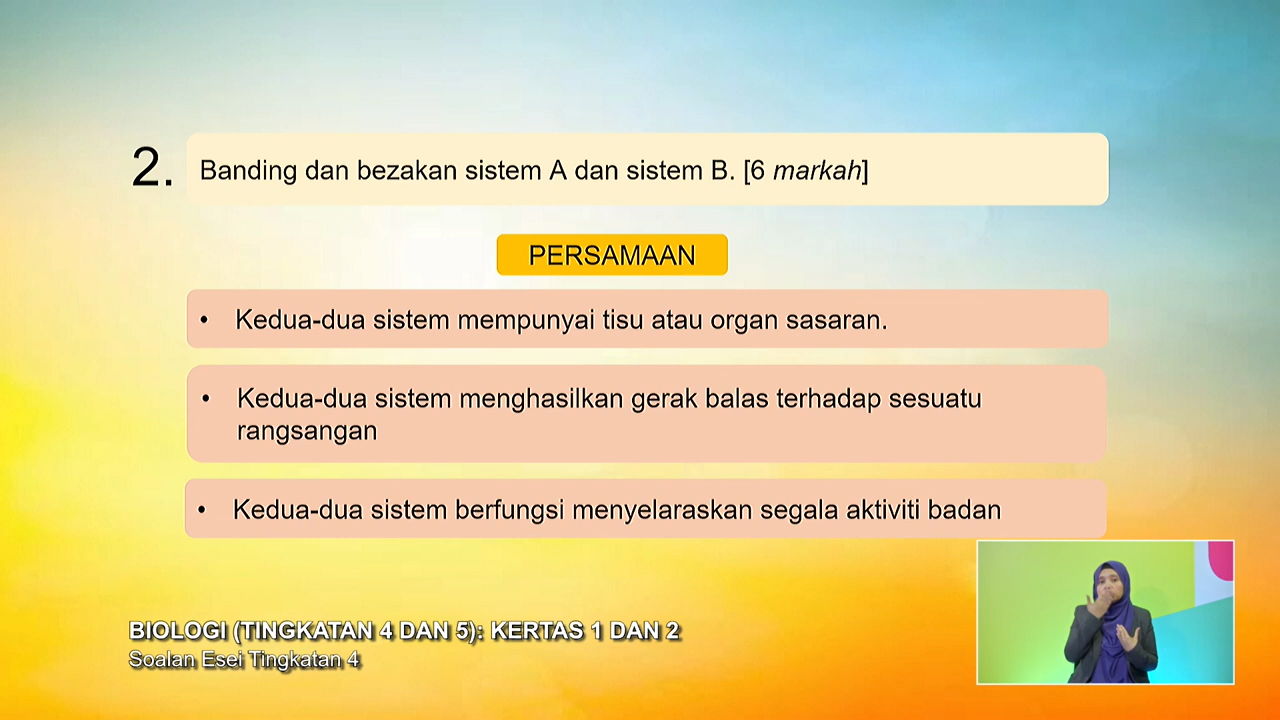 2. Banding dan bezakan sistem A dan sistem B. [6 markah]
PERSAMAAN
• Kedua-dua sistem mempunyai tisu atau organ sasaran.
• Kedua-dua sistem menghasilkan gerak balas terhadap sesuatu
rangsangan
• Kedua-dua sistem berfungsi menyelaraskan segala aktiviti badan
BIOLOGI (TINGKATAN 4 DAN 5): KERTAS 1 DAN 2
Soalan Esei Tingkatan 4